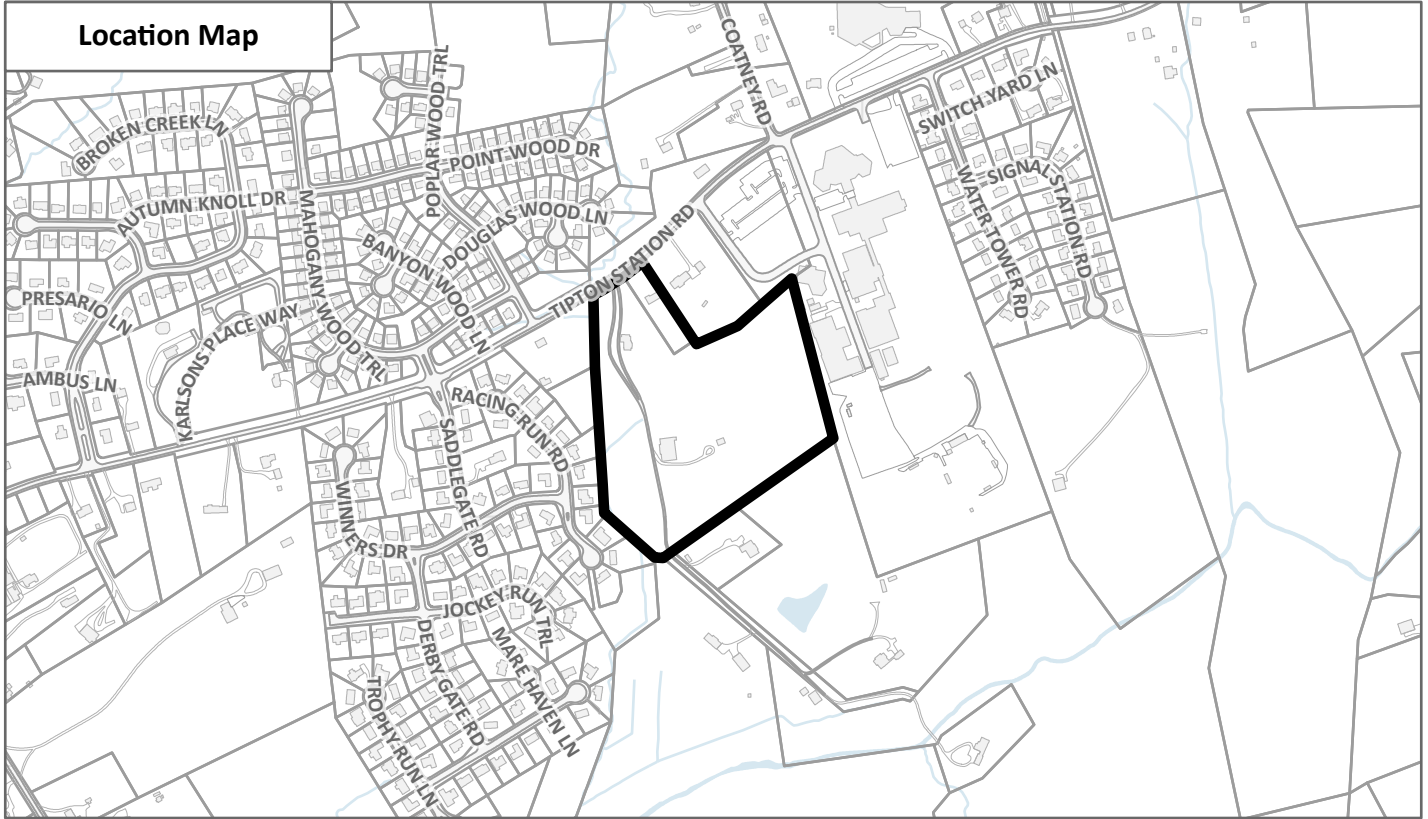 Location Map
COATNEY RD
POPLAR WOOD TRL
SWITCH YARD LN
BROKEN CREEK LN
POINT WOOD DR
SIGNAL STATION RD
AUTUMN KNOLL DR
MAHOGANY WOOD TRL
DOUGLAS WOOD LN
WATER TOWER RD
BANYON WOOD LN
TIPTON STATION RD
PRESARIO LN
KARLSONS PLACE WAY
AMBUS LN
RACING RUN RD
SADDLEGATE RD
WINNERS DR
JOCKEY RUN TRL
DERBY GATE RD
MARE HAVEN LN
TROPHY RUN LN